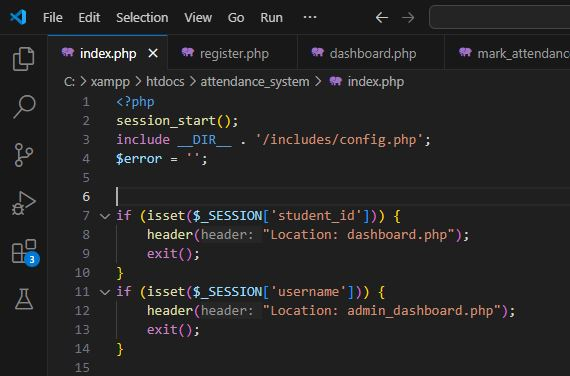 File Edit Selection View Go Run ...
index.php register.php dashboard.php mark_attendanc
C: > xampp > htdocs > attendance_system > index.php
1 <?php
2 session_start();
3 include __DIR__ . '/includes/config.php';
4 $error = '';
5
6
7 if (isset($_SESSION['student_id'])) {
8 header(header: "Location: dashboard.php");
9 exit();
10 }
11 if (isset($_SESSION['username'])) {
12 header(header: "Location: admin_dashboard.php");
13 exit();
14 }
15
3